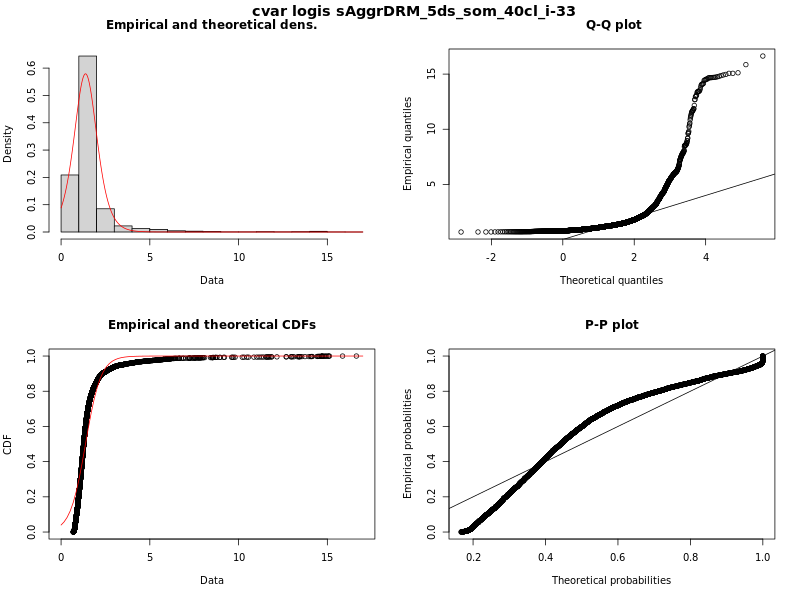 cvar logis sAggrDRM_5ds_som_40cl_i-33
Empirical and theoretical dens.
Density
0.0 0.1 0.2 0.3 0.4 0.5 0.6
0 5 10 15
Data
Q-Q plot
Empirical quantiles
5 10 15
-2 0 2 4
Theoretical quantiles
Empirical and theoretical CDFs
CDF
0.0 0.2 0.4 0.6 0.8 1.0
0 5 10 15
Data
P-P plot
Empirical probabilities
0.0 0.2 0.4 0.6 0.8 1.0
0.2 0.4 0.6 0.8 1.0
Theoretical probabilities